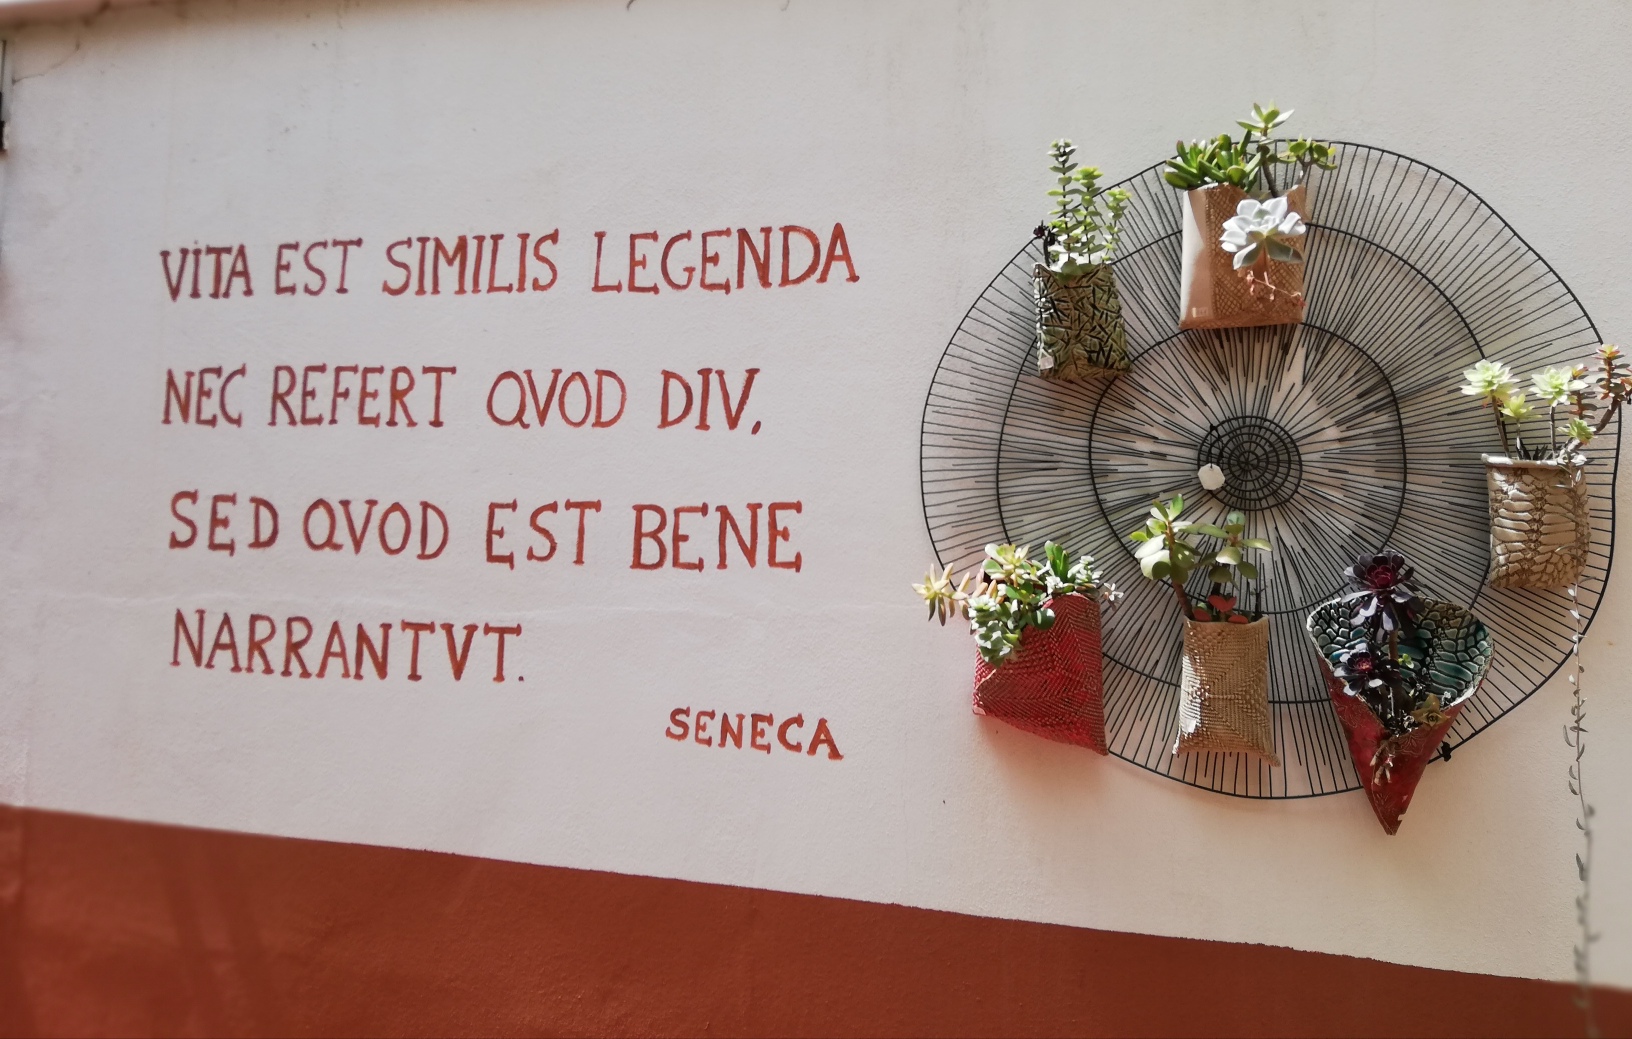 VITA EST SIMILIS LEGENDA
NEC REFERT QVOD DIV,
SED QVOD EST BENE
NARRANTVT.
SENECA